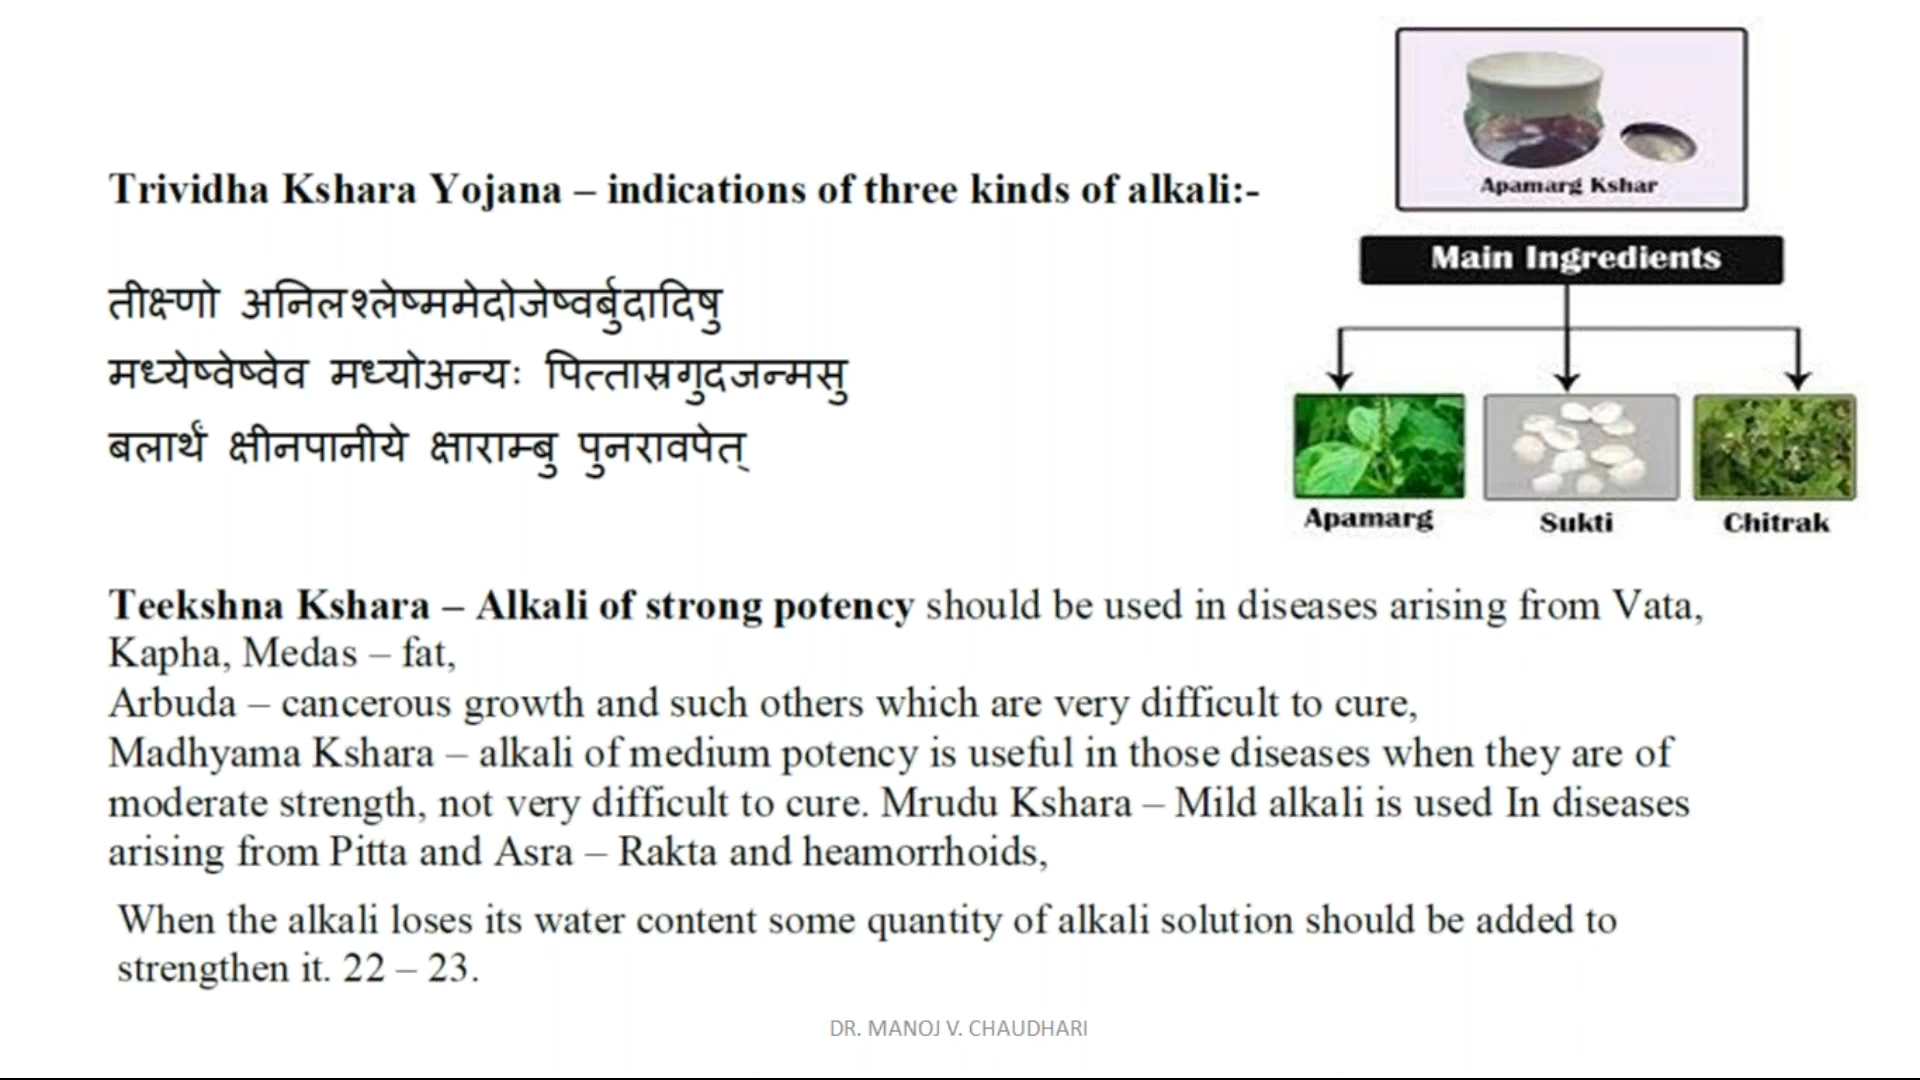 Apamarg Kshar
Trividha Kshara Yojana – indications of three kinds of alkali:-
Main Ingredients
तीक्ष्णो अनिलश्लेष्ममेदोजेष्वर्बुदादिषु
मध्येष्वेष्वेव मध्योअन्यः पित्तास्रगुदजन्मसु
बलार्थं क्षीनपानीये क्षाराम्बु पुनरावपेत्
Apamarg
Sukti
Chitrak
Teekshna Kshara – Alkali of strong potency should be used in diseases arising from Vata,
Kapha, Medas – fat,
Arbuda – cancerous growth and such others which are very difficult to cure,
Madhyama Kshara – alkali of medium potency is useful in those diseases when they are of
moderate strength, not very difficult to cure. Mrudu Kshara – Mild alkali is used In diseases
arising from Pitta and Asra – Rakta and heamorrhoids,
When the alkali loses its water content some quantity of alkali solution should be added to
strengthen it. 22 – 23.
DR. MANOJ V. CHAUDHARI